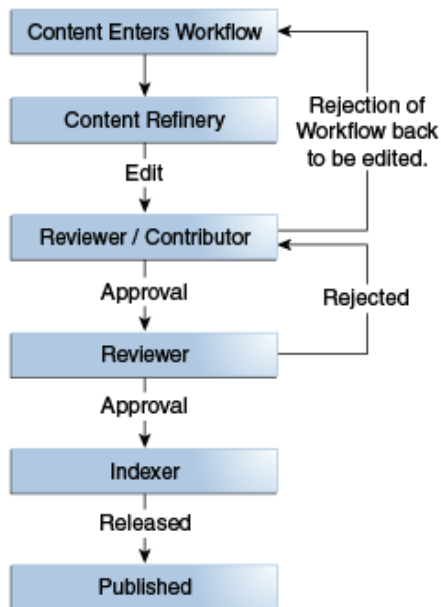 Content Enters Workflow
Rejection of
Workflow back
to be edited.
Content Refinery
Edit
Reviewer / Contributor
Approval
Rejected
Reviewer
Approval
Indexer
Released
Published